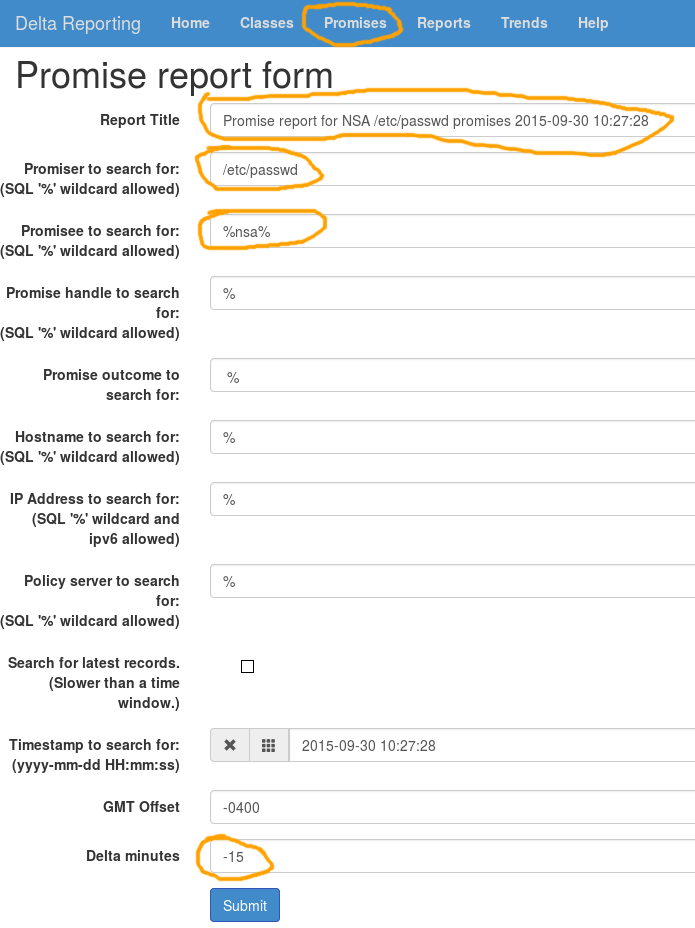 Delta Reporting Home Classes Promises Reports Trends Help
Promise report form
Report Title Promise report for NSA /etc/passwd promises 2015-09-30 10:27:28
Promiser to search for: /etc/passwd
(SQL '%' wildcard allowed)
Promisee to search for: %nsa%
(SQL '%' wildcard allowed)
Promise handle to search %
for:
(SQL '%' wildcard allowed)
Promise outcome to %
search for:
Hostname to search for: %
(SQL '%' wildcard allowed)
IP Address to search for: %
(SQL '%' wildcard and
ipv6 allowed)
Policy server to search %
for:
(SQL '%' wildcard allowed)
Search for latest records.
(Slower than a time
window.)
Timestamp to search for: 2015-09-30 10:27:28
(yyyy-mm-dd HH:mm:ss)
GMT Offset -0400
Delta minutes -15
Submit